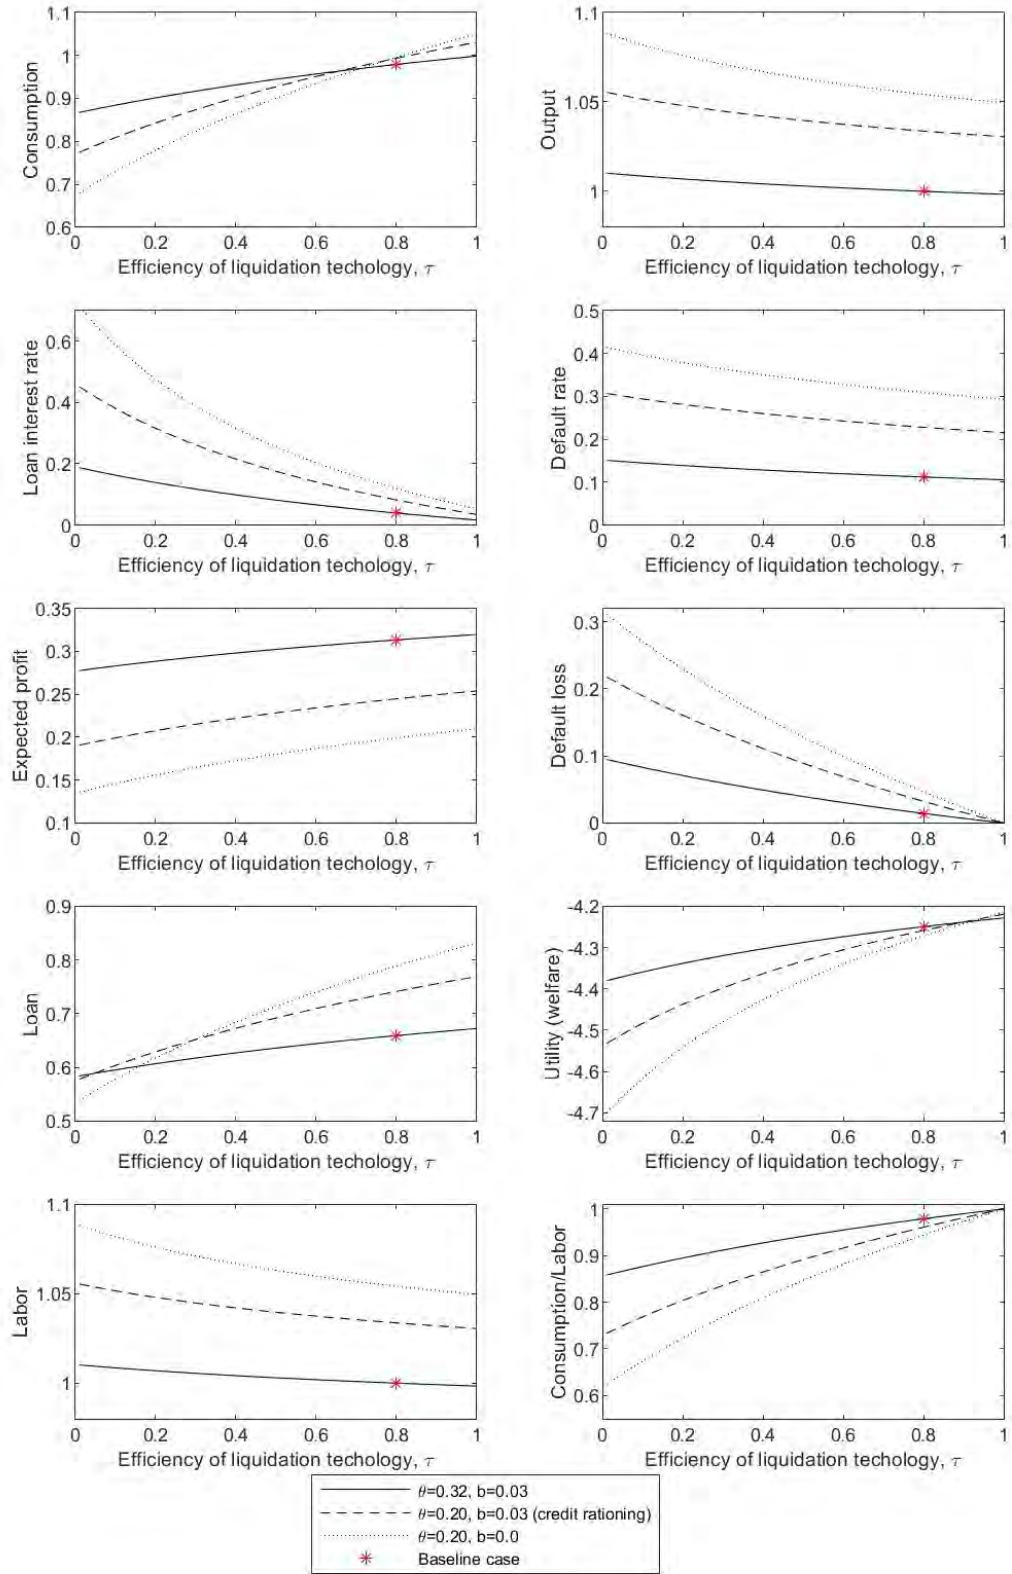 1.1
1
0.9
0.8
0.7
0.6
Consumption
0 0.2 0.4 0.6 0.8 1
Efficiency of liquidation techology, τ
1.1
1.05
1
Output
0 0.2 0.4 0.6 0.8 1
Efficiency of liquidation techology, τ
0.6
0.4
0.2
0
Loan interest rate
0 0.2 0.4 0.6 0.8 1
Efficiency of liquidation techology, τ
0.5
0.4
0.3
0.2
0.1
0
Default rate
0 0.2 0.4 0.6 0.8 1
Efficiency of liquidation techology, τ
0.35
0.3
0.25
0.2
0.15
0.1
Expected profit
0 0.2 0.4 0.6 0.8 1
Efficiency of liquidation techology, τ
0.3
0.2
0.1
0
Default loss
0 0.2 0.4 0.6 0.8 1
Efficiency of liquidation techology, τ
0.9
0.8
0.7
0.6
0.5
Loan
0 0.2 0.4 0.6 0.8 1
Efficiency of liquidation techology, τ
-4.2
-4.3
-4.4
-4.5
-4.6
-4.7
Utility (welfare)
0 0.2 0.4 0.6 0.8 1
Efficiency of liquidation techology, τ
1.1
1.05
1
Labor
0 0.2 0.4 0.6 0.8 1
Efficiency of liquidation techology, τ
1
0.9
0.8
0.7
0.6
Consumption/Labor
0 0.2 0.4 0.6 0.8 1
Efficiency of liquidation techology, τ
θ=0.32, b=0.03
θ=0.20, b=0.03 (credit rationing)
θ=0.20, b=0.0
Baseline case